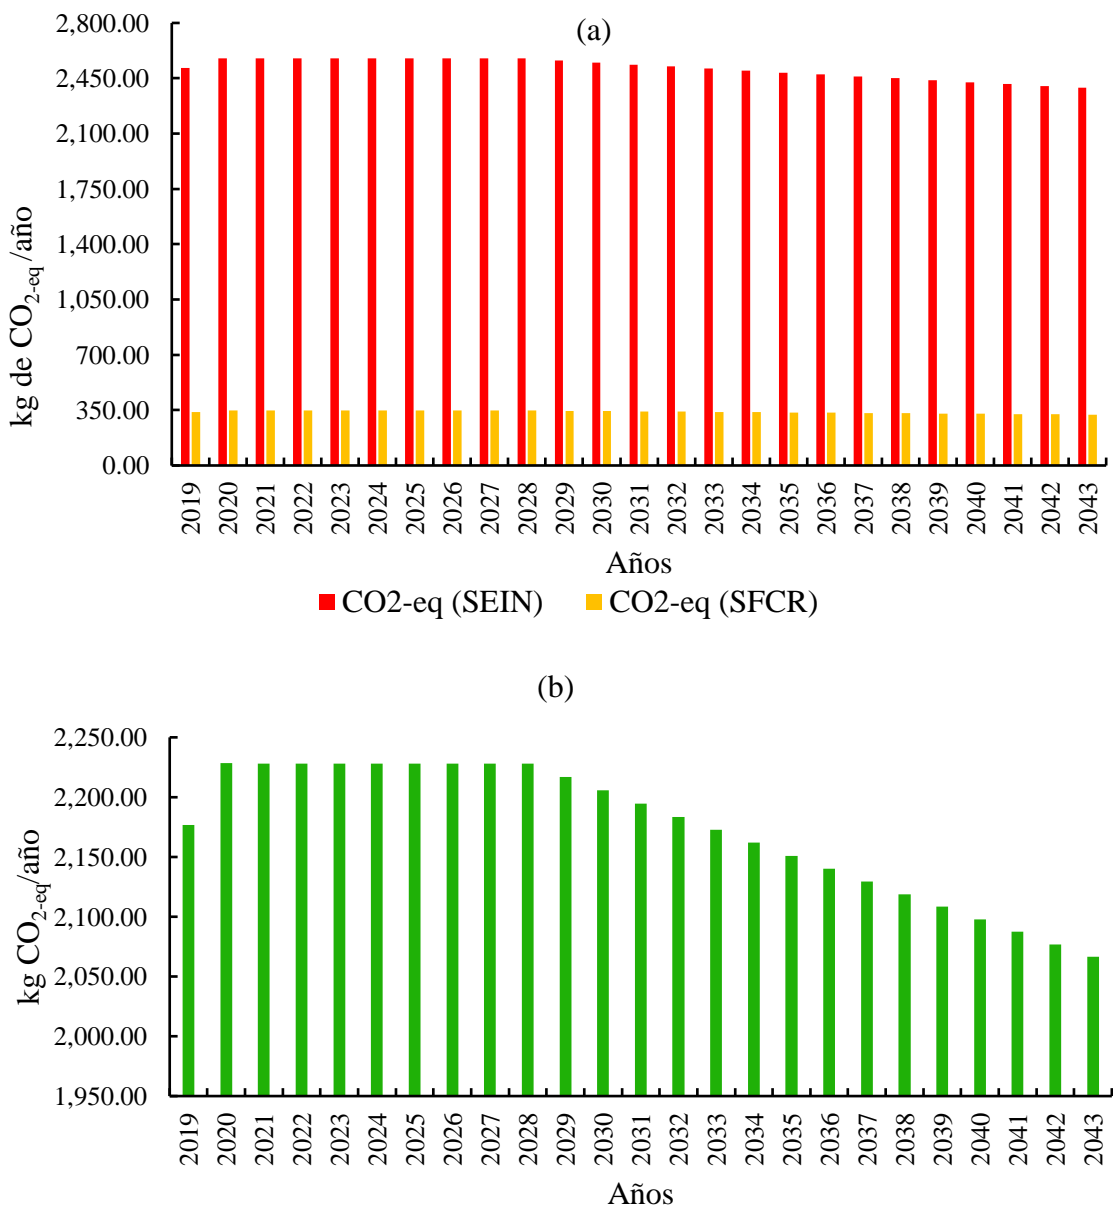 (a)
kg de CO2-eq/año
2,800.00
2,450.00
2,100.00
1,750.00
1,400.00
1,050.00
700.00
350.00
0.00
2019 2020 2021 2022 2023 2024 2025 2026 2027 2028 2029 2030 2031 2032 2033 2034 2035 2036 2037 2038 2039 2040 2041 2042 2043
Años
CO2-eq (SEIN) CO2-eq (SFCR)
(b)
kg CO2-eq/año
2,250.00
2,200.00
2,150.00
2,100.00
2,050.00
2,000.00
1,950.00
2019 2020 2021 2022 2023 2024 2025 2026 2027 2028 2029 2030 2031 2032 2033 2034 2035 2036 2037 2038 2039 2040 2041 2042 2043
Años